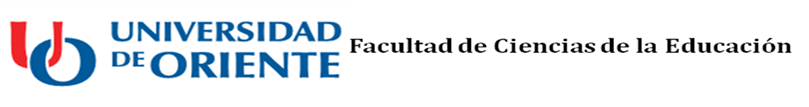 UNIVERSIDAD
DE ORIENTE
Facultad de Ciencias de la Educación